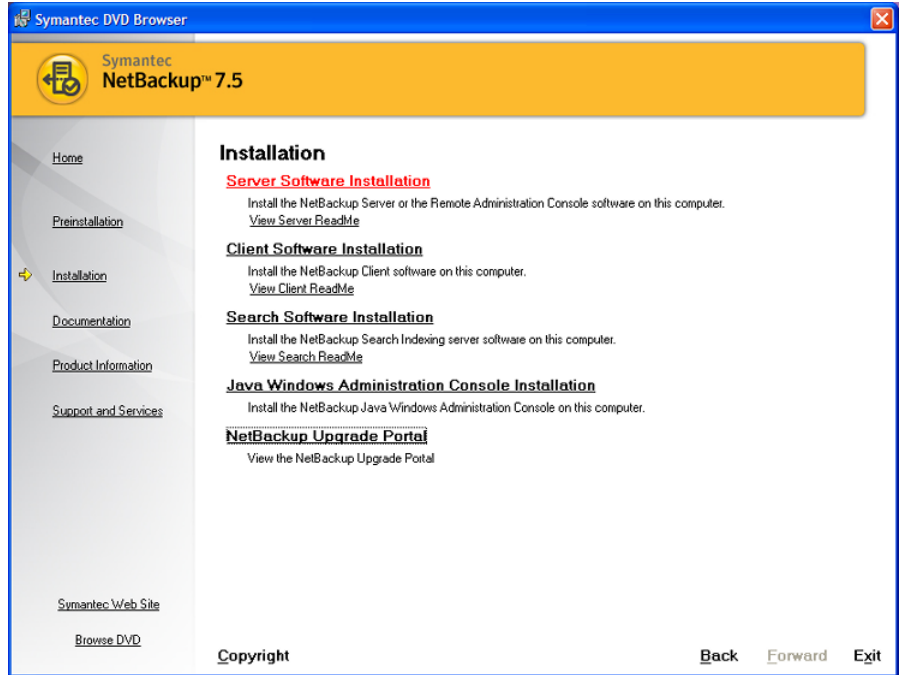 Symantec DVD Browser
Symantec
NetBackup™ 7.5
Home
Preinstallation
Installation
Documentation
Product Information
Support and Services
Symantec Web Site
Browse DVD
Installation
Server Software Installation
Install the NetBackup Server or the Remote Administration Console software on this computer.
View Server ReadMe
Client Software Installation
Install the NetBackup Client software on this computer.
View Client ReadMe
Search Software Installation
Install the NetBackup Search Indexing server software on this computer.
View Search ReadMe
Java Windows Administration Console Installation
Install the NetBackup Java Windows Administration Console on this computer.
NetBackup Upgrade Portal
View the NetBackup Upgrade Portal
Copyright
Back
Forward
Exit